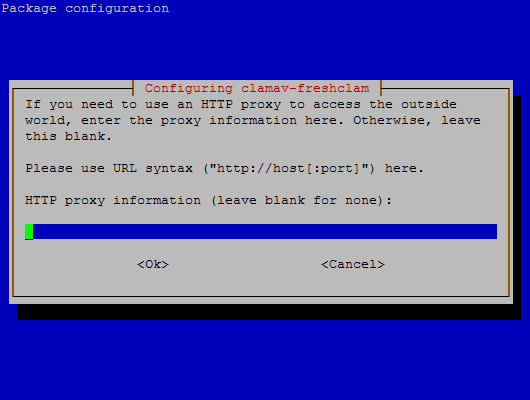 Package configuration
Configuring clamav-freshclam
If you need to use an HTTP proxy to access the outside
world, enter the proxy information here. Otherwise, leave
this blank.
Please use URL syntax ("http://host[:port]") here.
HTTP proxy information (leave blank for none):
<Ok> <Cancel>